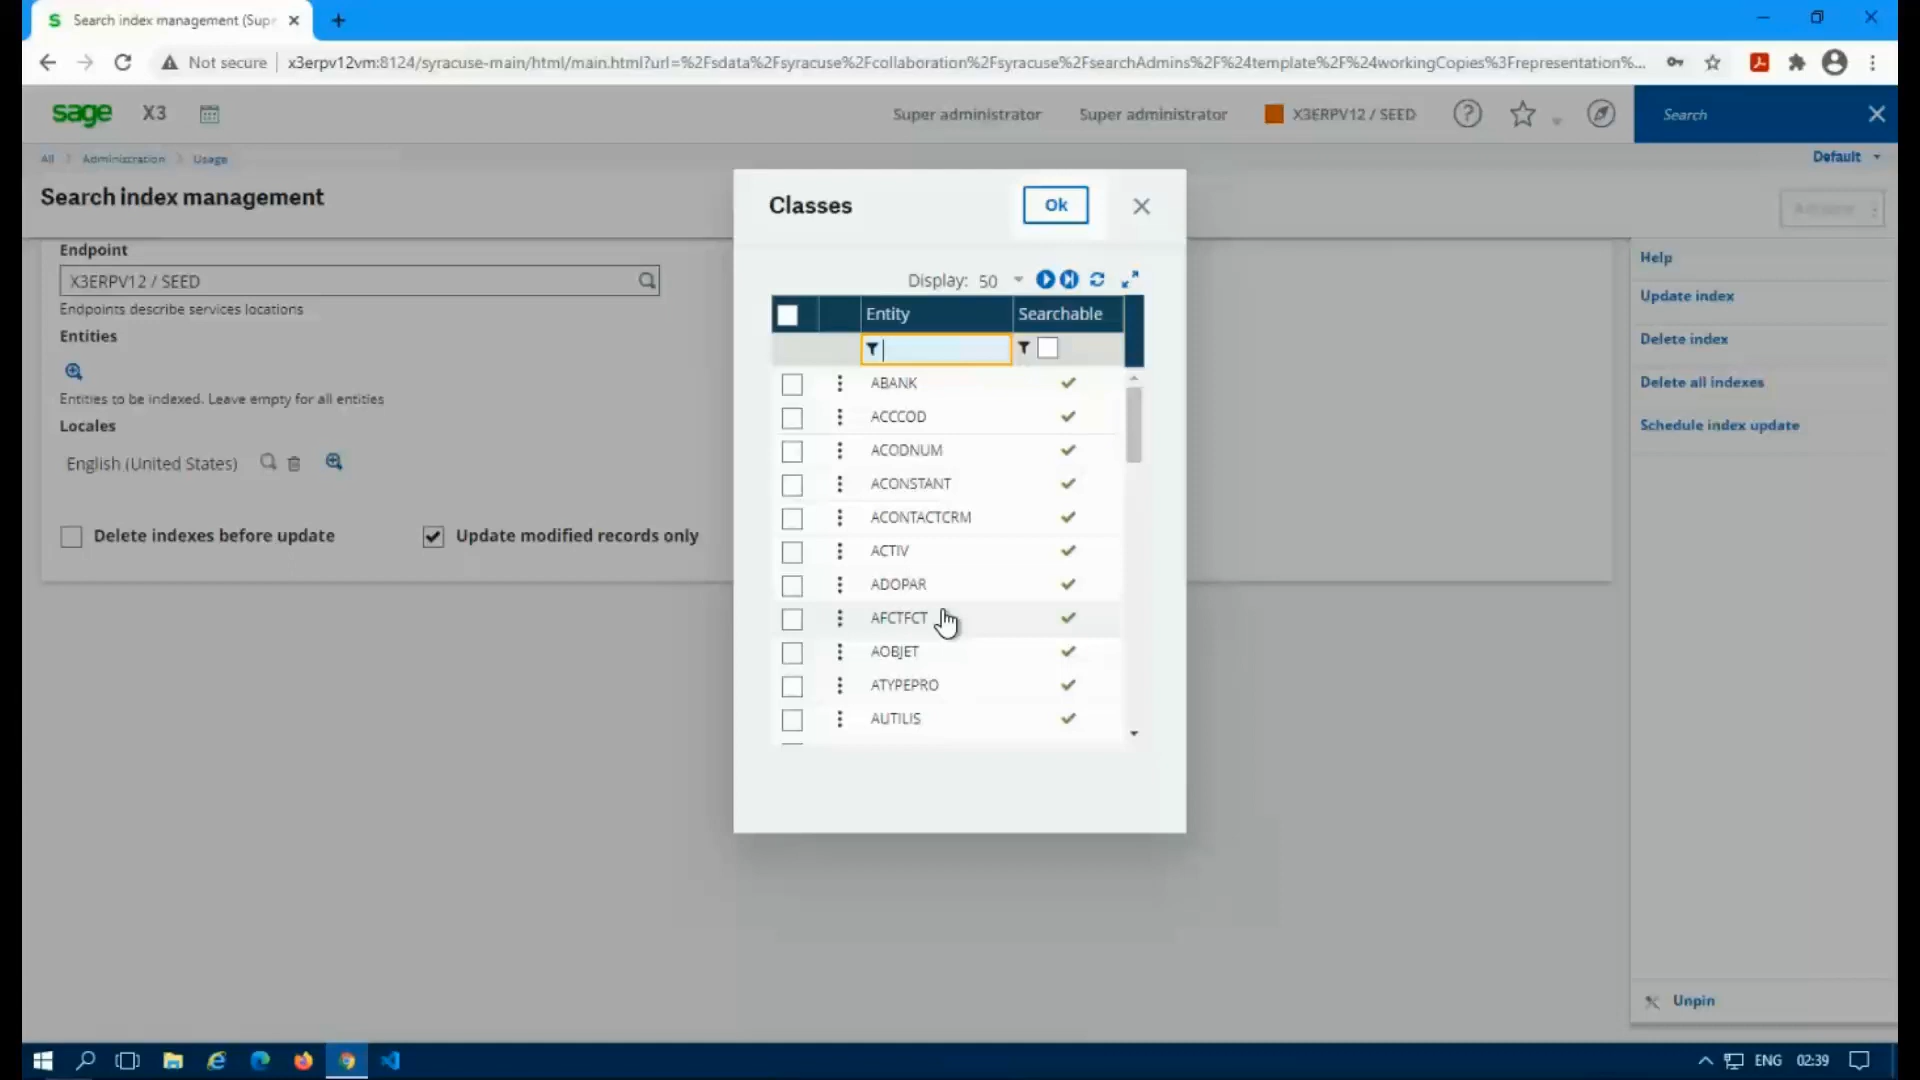 Search index management (Supe
Not secure
x3erpv12vm:8124/syracuse-main/html/main.html?url=%2Fsdata%2Fsyracuse%2Fcollaboration%2Fsyracuse%2FsearchAdmins%2F%24template%2F%24workingCopies%3Frepresentation%...
sage X3
Super administrator
Super administrator
X3ERPV12 / SEED
Search
All
Administration
Usage
Default
Search index management
Endpoint
X3ERPV12 / SEED
Endpoints describe services locations
Entities
Entities to be indexed. Leave empty for all entities
Locales
English (United States)
Delete indexes before update
Update modified records only
Classes
Ok
Display: 50
Entity
Searchable
ABANK
ACCCOD
ACODNUM
ACONSTANT
ACONTACTCRM
ACTIV
ADOPAR
AFCTFCT
AOBJET
ATYPEPRO
AUTILIS
Help
Update index
Delete index
Delete all indexes
Schedule index update
Unpin
ENG
02:39